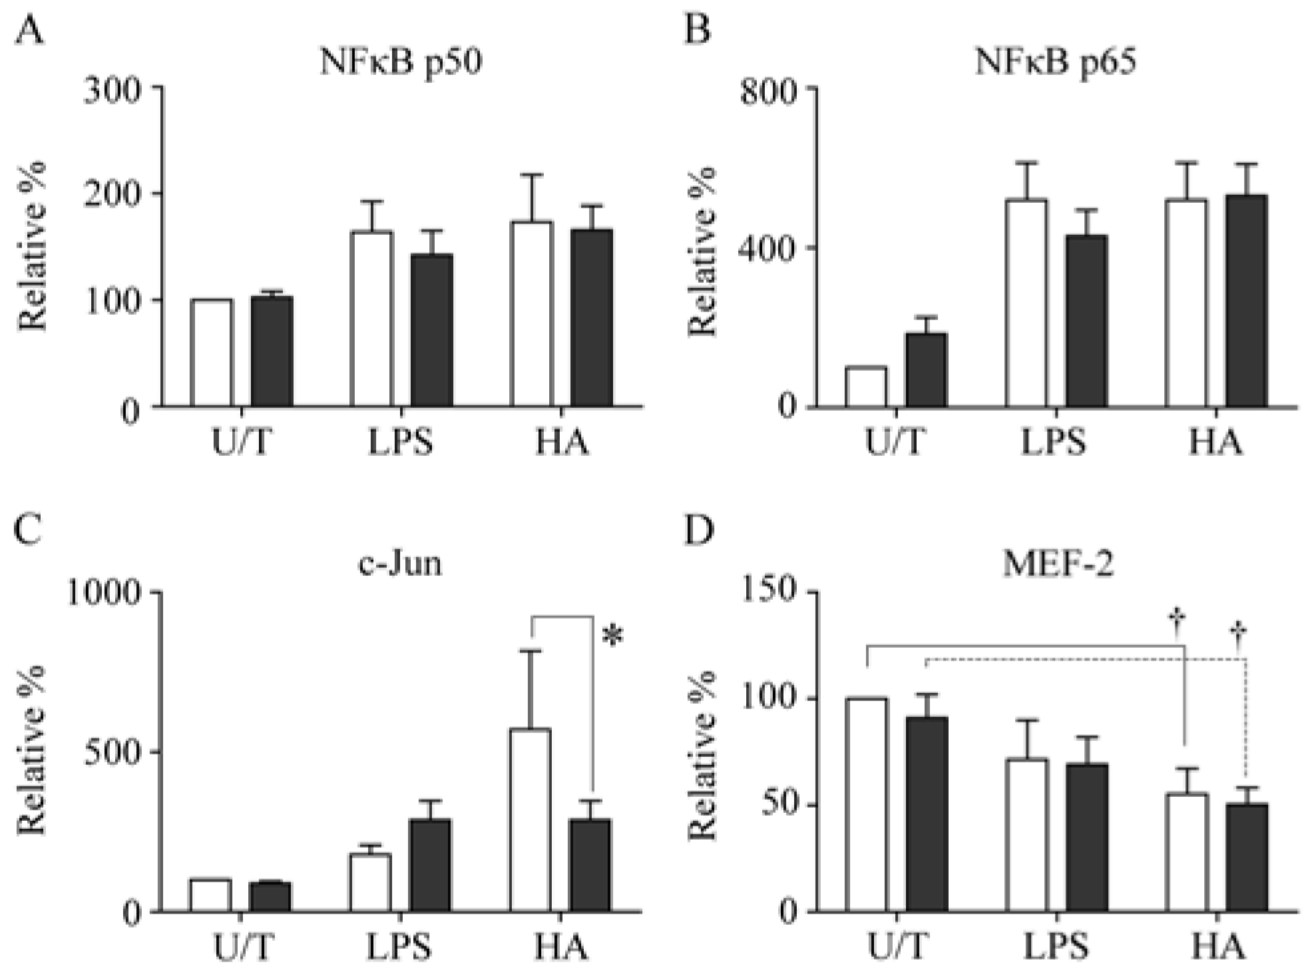 A
NFκB p50
300
200
100
0
Relative %
U/T LPS HA
B
NFκB p65
800
400
0
Relative %
U/T LPS HA
C
c-Jun
1000
500
0
Relative %
*
U/T LPS HA
D
MEF-2
150
100
50
0
Relative %
† †
U/T LPS HA